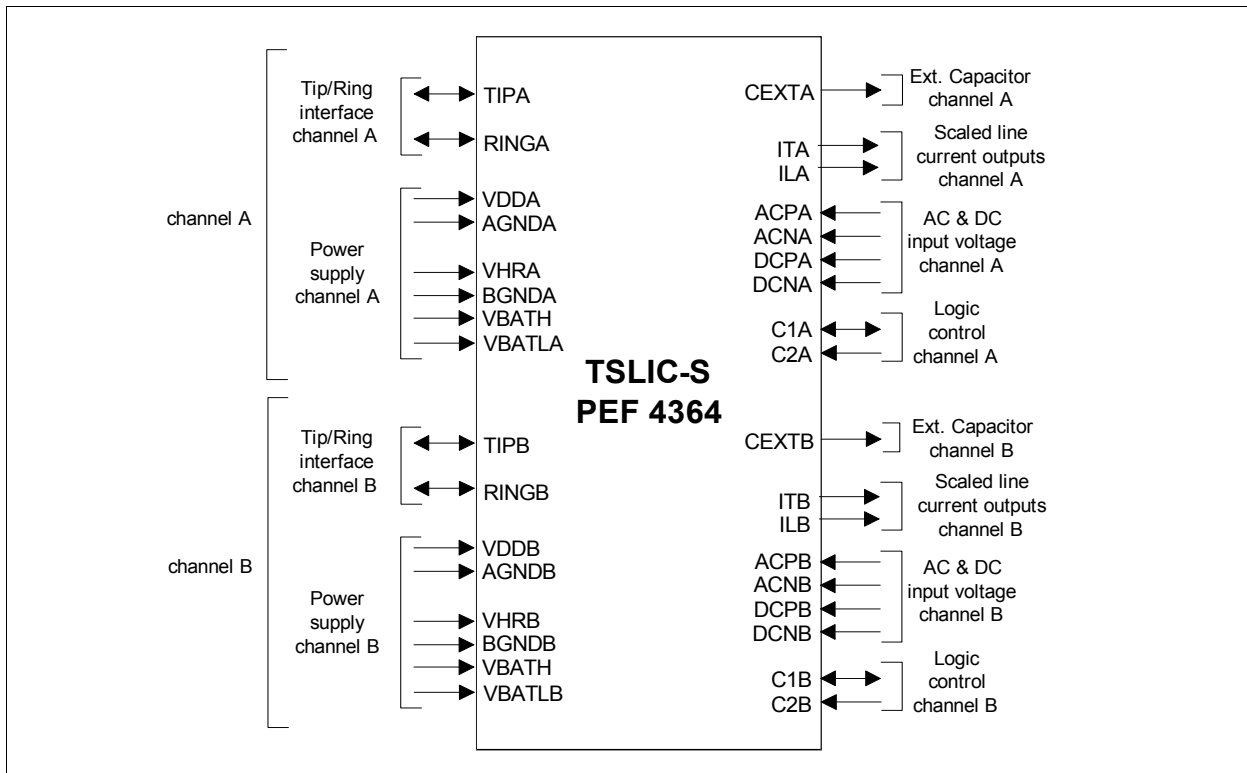 channel A
Tip/Ring
interface
channel A
Power
supply
channel A
TIPA
RINGA
VDDA
AGNDA
VHRA
BGNDA
VBATH
VBATLA
CEXTA
ITA
ILA
ACPA
ACNA
DCPA
DCNA
C1A
C2A
Ext. Capacitor
channel A
Scaled line
current outputs
channel A
AC & DC
input voltage
channel A
Logic
control
channel A
TSLIC-S
PEF 4364
channel B
Tip/Ring
interface
channel B
Power
supply
channel B
TIPB
RINGB
VDDB
AGNDB
VHRB
BGNDB
VBATH
VBATLB
CEXTB
ITB
ILB
ACPB
ACNB
DCPB
DCNB
C1B
C2B
Ext. Capacitor
channel B
Scaled line
current outputs
channel B
AC & DC
input voltage
channel B
Logic
control
channel B